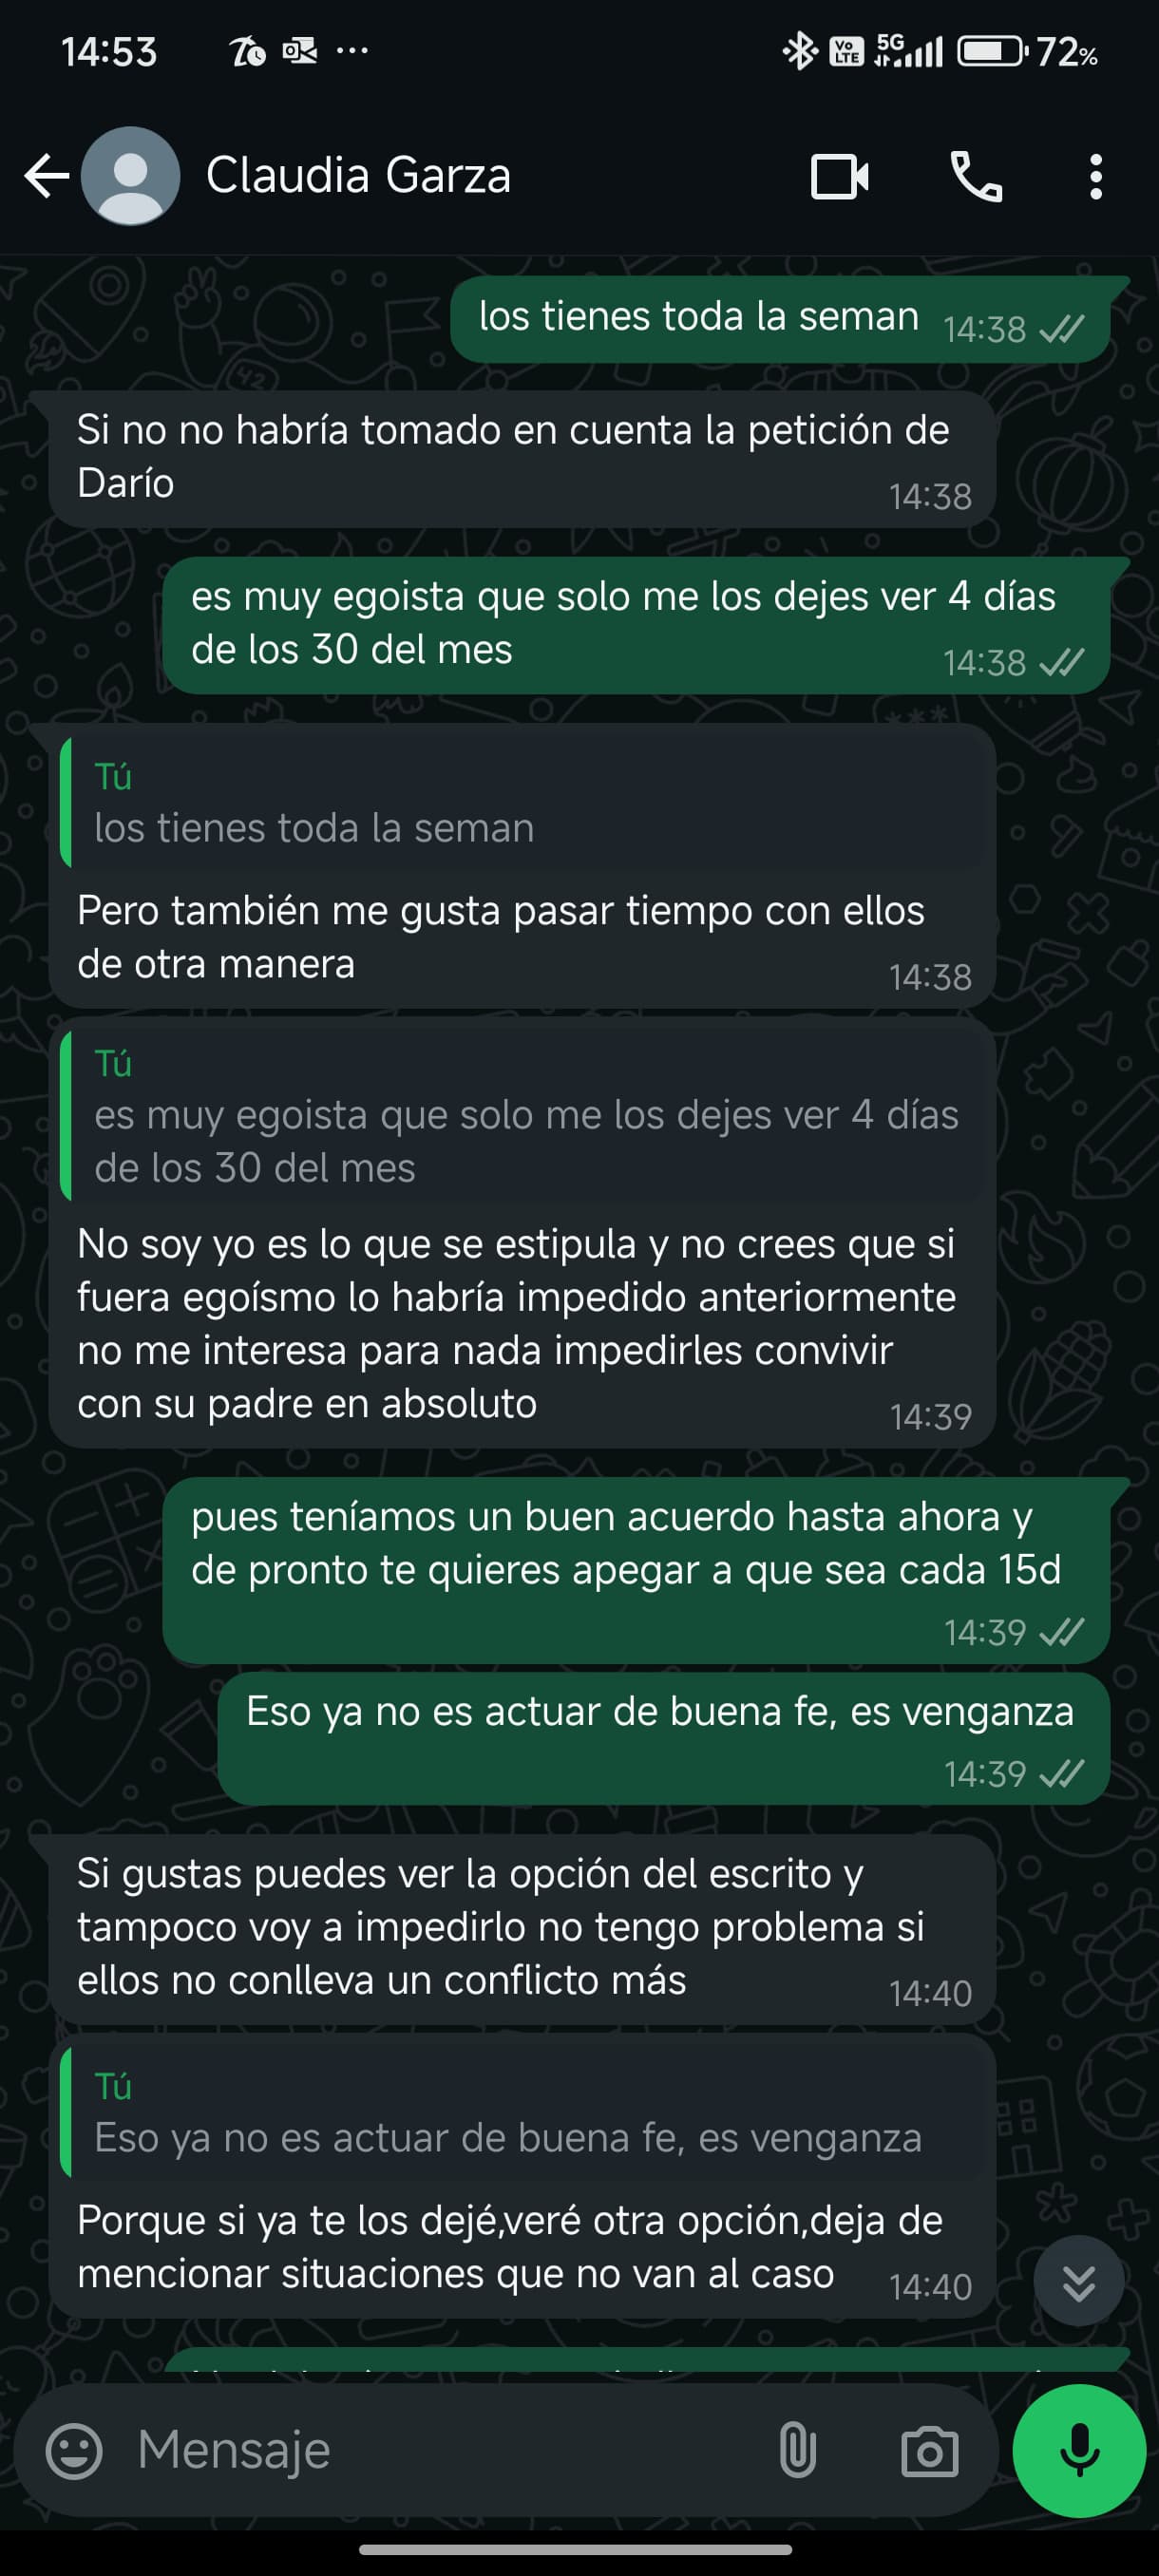 14:53
Vo LTE 5G 72%
Claudia Garza
los tienes toda la seman 14:38
Si no no habría tomado en cuenta la petición de
Darío 14:38
es muy egoista que solo me los dejes ver 4 días
de los 30 del mes 14:38
Tú
los tienes toda la seman
Pero también me gusta pasar tiempo con ellos
de otra manera 14:38
Tú
es muy egoista que solo me los dejes ver 4 días
de los 30 del mes
No soy yo es lo que se estipula y no crees que si
fuera egoísmo lo habría impedido anteriormente
no me interesa para nada impedirles convivir
con su padre en absoluto 14:39
pues teníamos un buen acuerdo hasta ahora y
de pronto te quieres apegar a que sea cada 15d
14:39
Eso ya no es actuar de buena fe, es venganza
14:39
Si gustas puedes ver la opción del escrito y
tampoco voy a impedirlo no tengo problema si
ellos no conlleva un conflicto más 14:40
Tú
Eso ya no es actuar de buena fe, es venganza
Porque si ya te los dejé,veré otra opción,deja de
mencionar situaciones que no van al caso 14:40
Mensaje